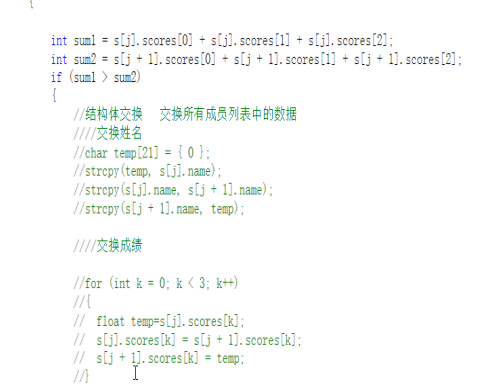 {
int sum1 = s[j].scores[0] + s[j].scores[1] + s[j].scores[2];
int sum2 = s[j + 1].scores[0] + s[j + 1].scores[1] + s[j + 1].scores[2];
if (sum1 > sum2)
{
//结构体交换 交换所有成员列表中的数据
////交换姓名
//char temp[21] = { 0 };
//strcpy(temp, s[j].name);
//strcpy(s[j].name, s[j + 1].name);
//strcpy(s[j + 1].name, temp);
////交换成绩
//for (int k = 0; k < 3; k++)
//{
// float temp=s[j].scores[k];
// s[j].scores[k] = s[j + 1].scores[k];
// s[j + 1].scores[k] = temp;
//}